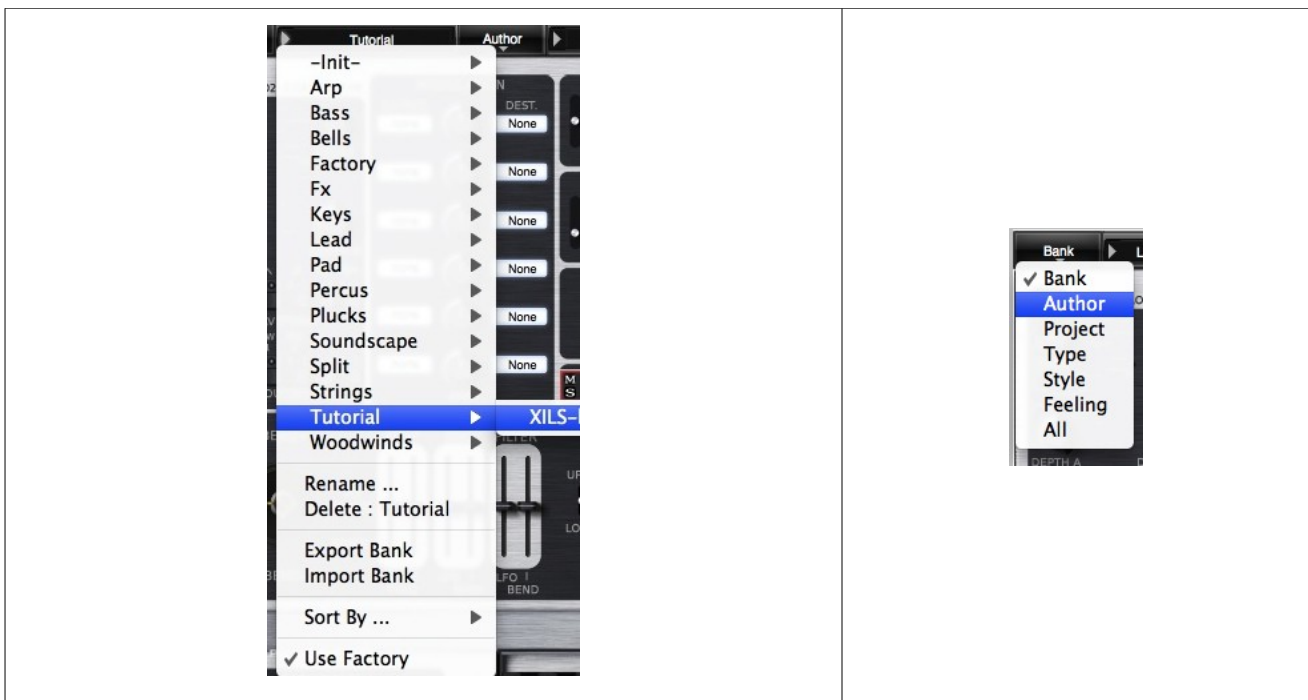 Tutorial Author
-Init-
Arp
DEST.
Bass
None
Bells
Factory
None
Fx
Keys
None
Lead
Pad
None
Percus
Plucks
None
Soundscape
Split
None
M
Strings
S
Tutorial XILS-
Woodwinds
Rename ...
Delete : Tutorial
Export Bank
Import Bank
LFO
BEND
Sort By ...
✓ Use Factory
Bank
✓ Bank
Author
Project
Type
Style
Feeling
All
DEPTH A